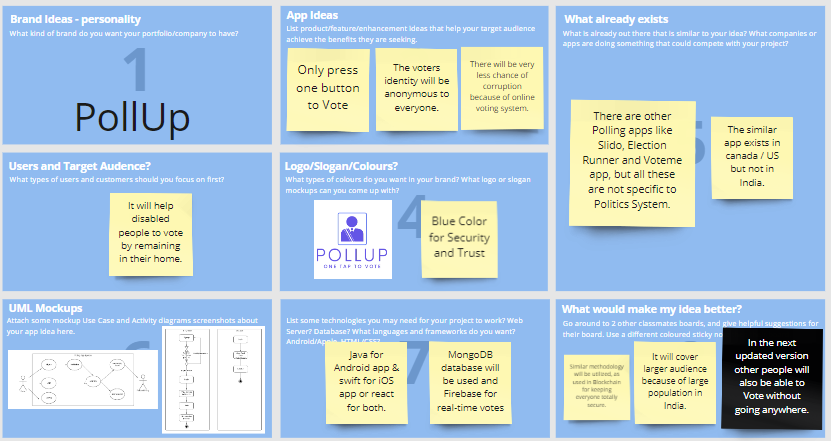 Brand Ideas - personality
What kind of brand do you want your portfolio/company to have?
1
PollUp
App Ideas
List product/feature/enhancement ideas that help your target audience
achieve the benefits they are seeking.
Only press
one button
to Vote
The voters
identity will be
anonymous to
everyone.
There will be very
less chance of
corruption
because of online
voting system.
What already exists
What is already out there that is similar to your idea? What companies or
apps are doing something that could compete with your project?
5
There are other
Polling apps like
Slido, Election
Runner and Voteme
app, but all these
are not specific to
Politics System.
The similar
app exists in
canada / US
but not in
India.
Users and Target Audence?
What types of users and customers should you focus on first?
It will help
disabled
people to vote
by remaining
in their home.
Logo/Slogan/Colours?
What types of colours do you want in your brand? What logo or slogan
mockups can you come up with?
4
POLLUP
ONE TAP TO VOTE
Blue Color
for Security
and Trust
UML Mockups
Attach some mockup Use Case and Activity diagrams screenshots about
your app idea here.
6
List some technologies you may need for your project to work? Web
Server? Database? What languages and frameworks do you want?
Android/Apple, HTML/CSS?
7
Java for
Android app &
swift for iOS
app or react
for both.
MongoDB
database will
be used and
Firebase for
real-time votes
What would make my idea better?
Go around to 2 other classmates boards, and give helpful suggestions for
their board. Use a different coloured sticky no
Similar methodology
will be utilized, as
used in Blockchain
for keeping
everyone totally
secure.
It will cover
larger audience
because of large
population in
India.
In the next
updated version
other people will
also be able to
Vote without
going anywhere.